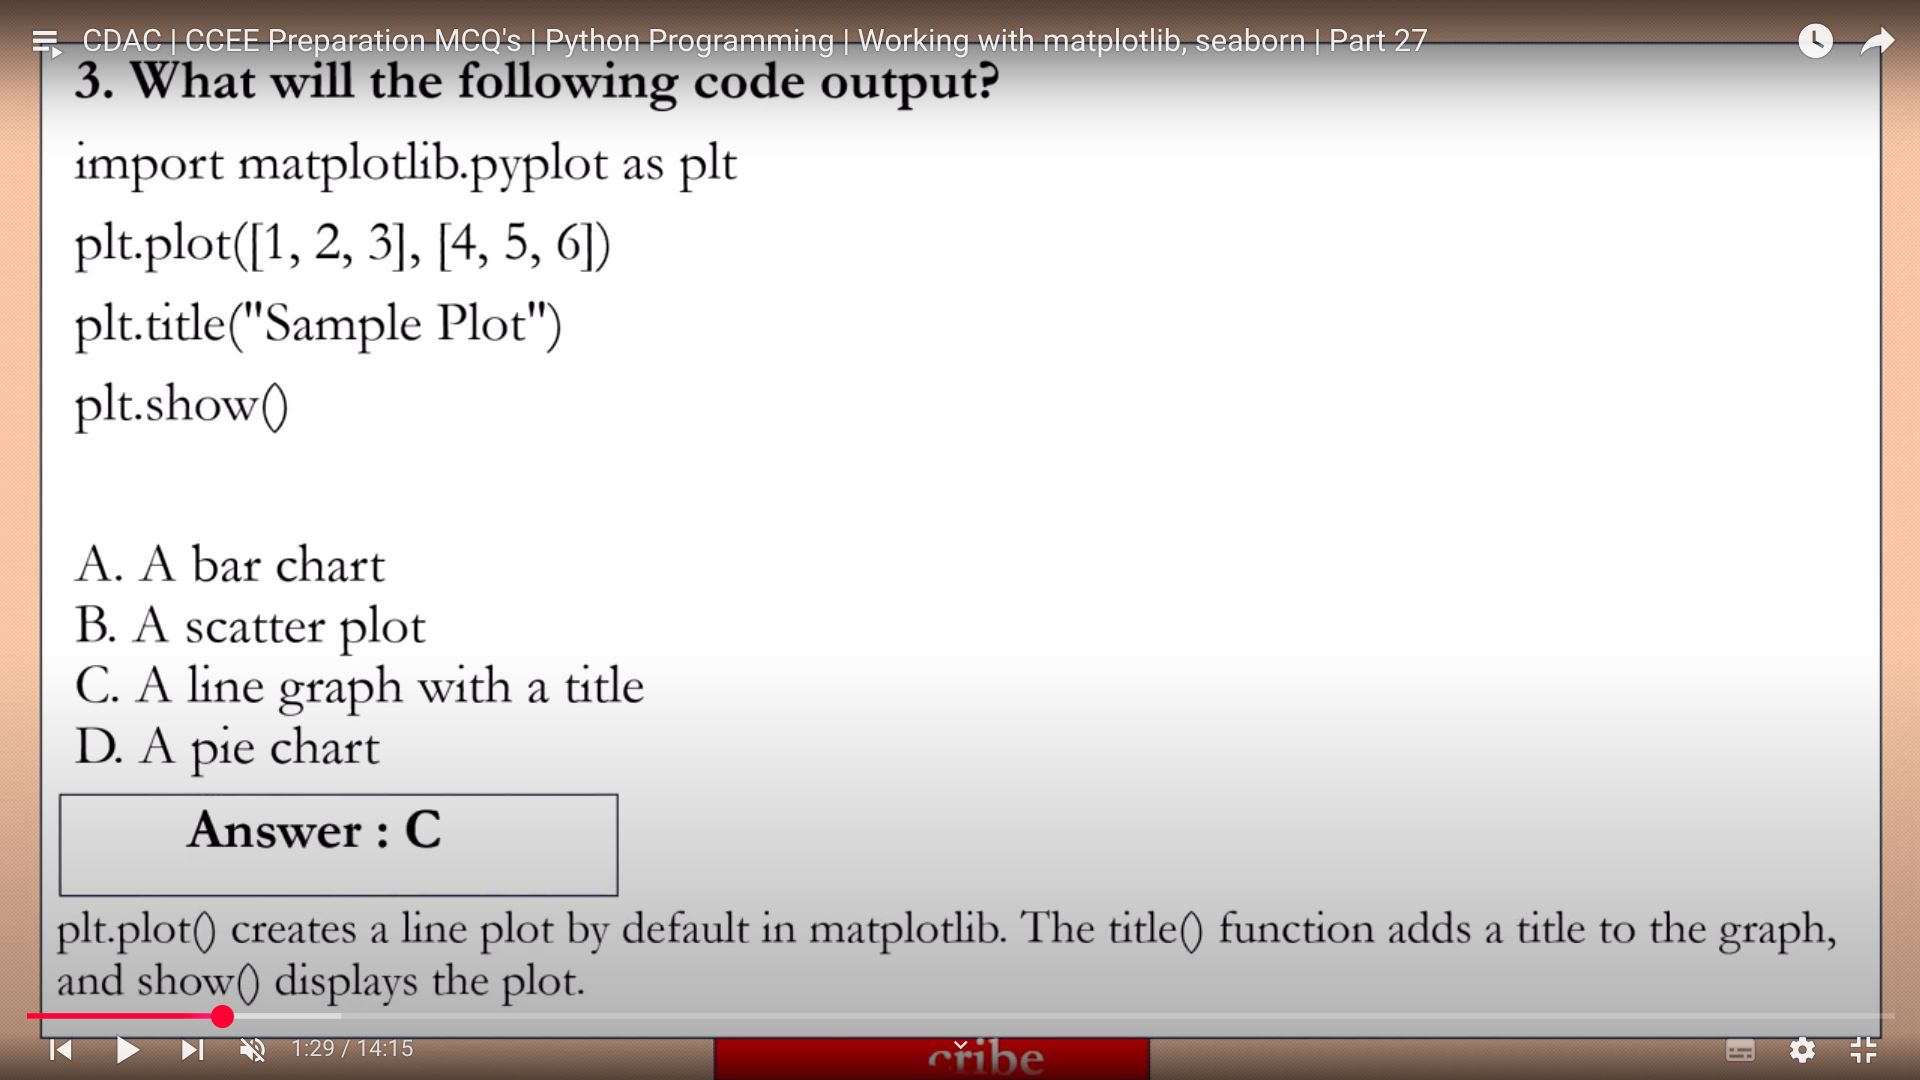 CDAC | CCEE Preparation MCQ's | Python Programming | Working with matplotlib, seaborn | Part 27
3. What will the following code output?
import matplotlib.pyplot as plt
plt.plot([1, 2, 3], [4, 5, 6])
plt.title("Sample Plot")
plt.show()
A. A bar chart
B. A scatter plot
C. A line graph with a title
D. A pie chart
Answer : C
plt.plot() creates a line plot by default in matplotlib. The title() function adds a title to the graph,
and show() displays the plot.
1:29 / 14:15
cribe